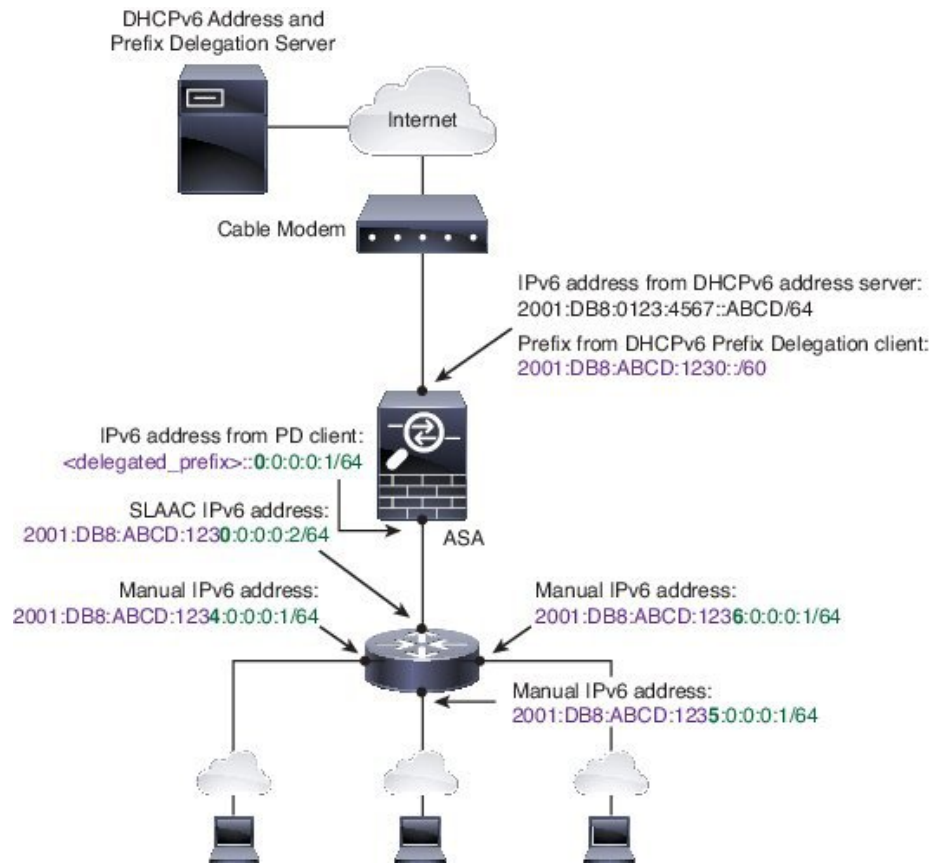 DHCPv6 Address and
Prefix Delegation Server
Internet
Cable Modem
IPv6 address from DHCPv6 address server:
2001:DB8:0123:4567::ABCD/64
Prefix from DHCPv6 Prefix Delegation client:
2001:DB8:ABCD:1230::/60
IPv6 address from PD client:
<delegated_prefix>::0:0:0:0:1/64
SLAAC IPv6 address:
2001:DB8:ABCD:1230:0:0:0:2/64
ASA
Manual IPv6 address:
2001:DB8:ABCD:1234:0:0:0:1/64
Manual IPv6 address:
2001:DB8:ABCD:1236:0:0:0:1/64
Manual IPv6 address:
2001:DB8:ABCD:1235:0:0:0:1/64